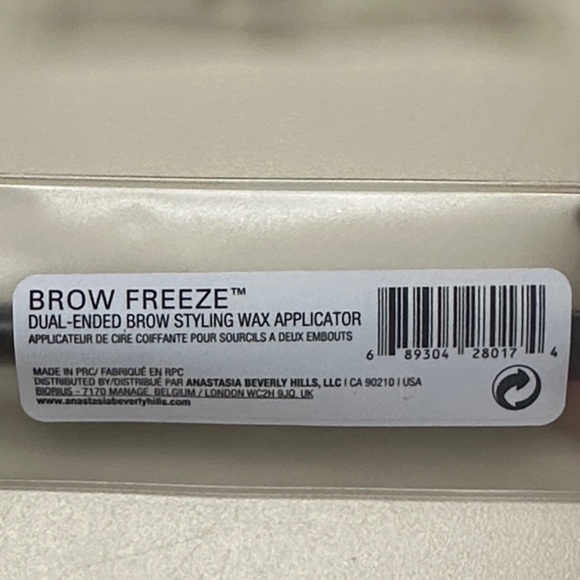 BROW FREEZE™
DUAL-ENDED BROW STYLING WAX APPLICATOR
APPLICATEUR DE CIRE COIFFANTE POUR SOURCILS A DEUX EMBOUTS
6 89304 28017 4
MADE IN PRC/ FABRIQUÉ EN RPC
DISTRIBUTED BY/DISTRIBUÉ PAR ANASTASIA BEVERLY HILLS, LLC | CA 90210 | USA
BIORIUS - 7170 MANAGE, BELGIUM / LONDON WC2H 9JQ, UK
www.anastasiabeverlyhills.com